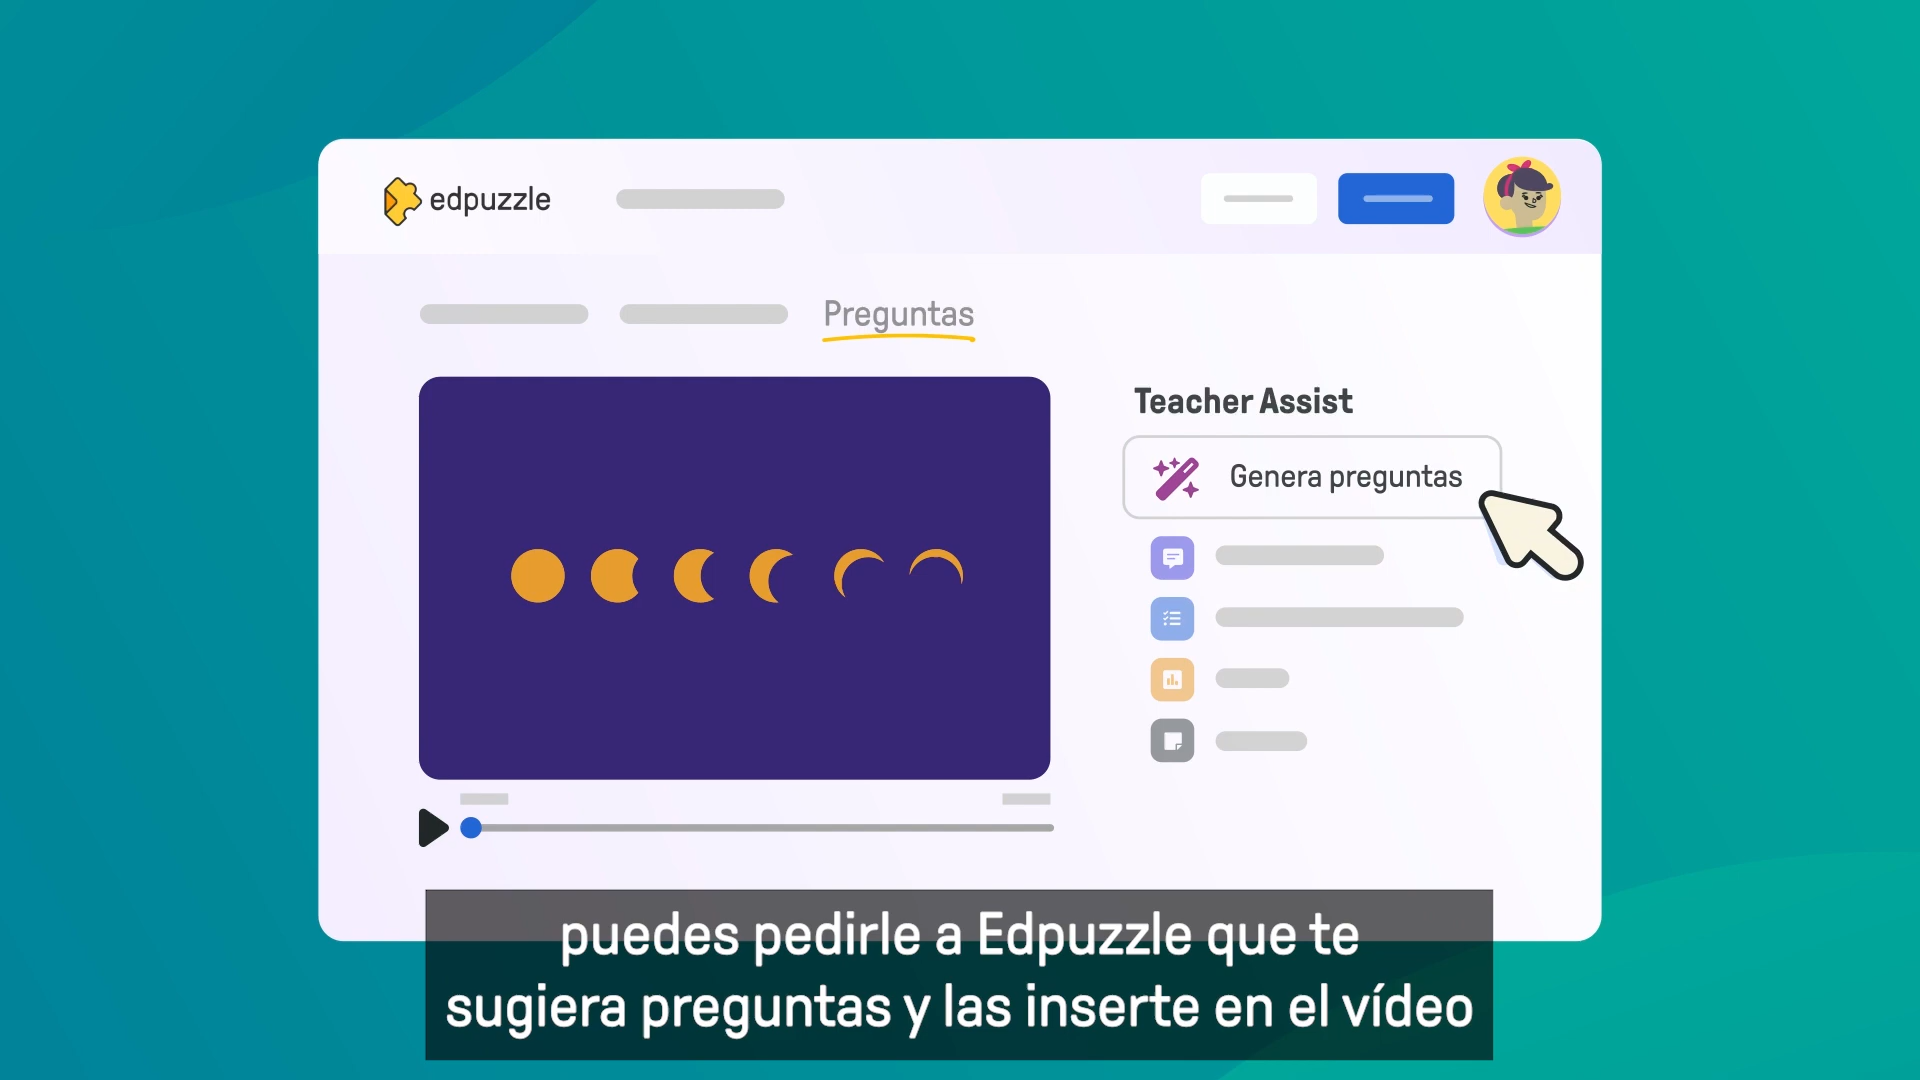 edpuzzle
Preguntas
Teacher Assist
Genera preguntas
puedes pedirle a Edpuzzle que te
sugiera preguntas y las inserte en el vídeo